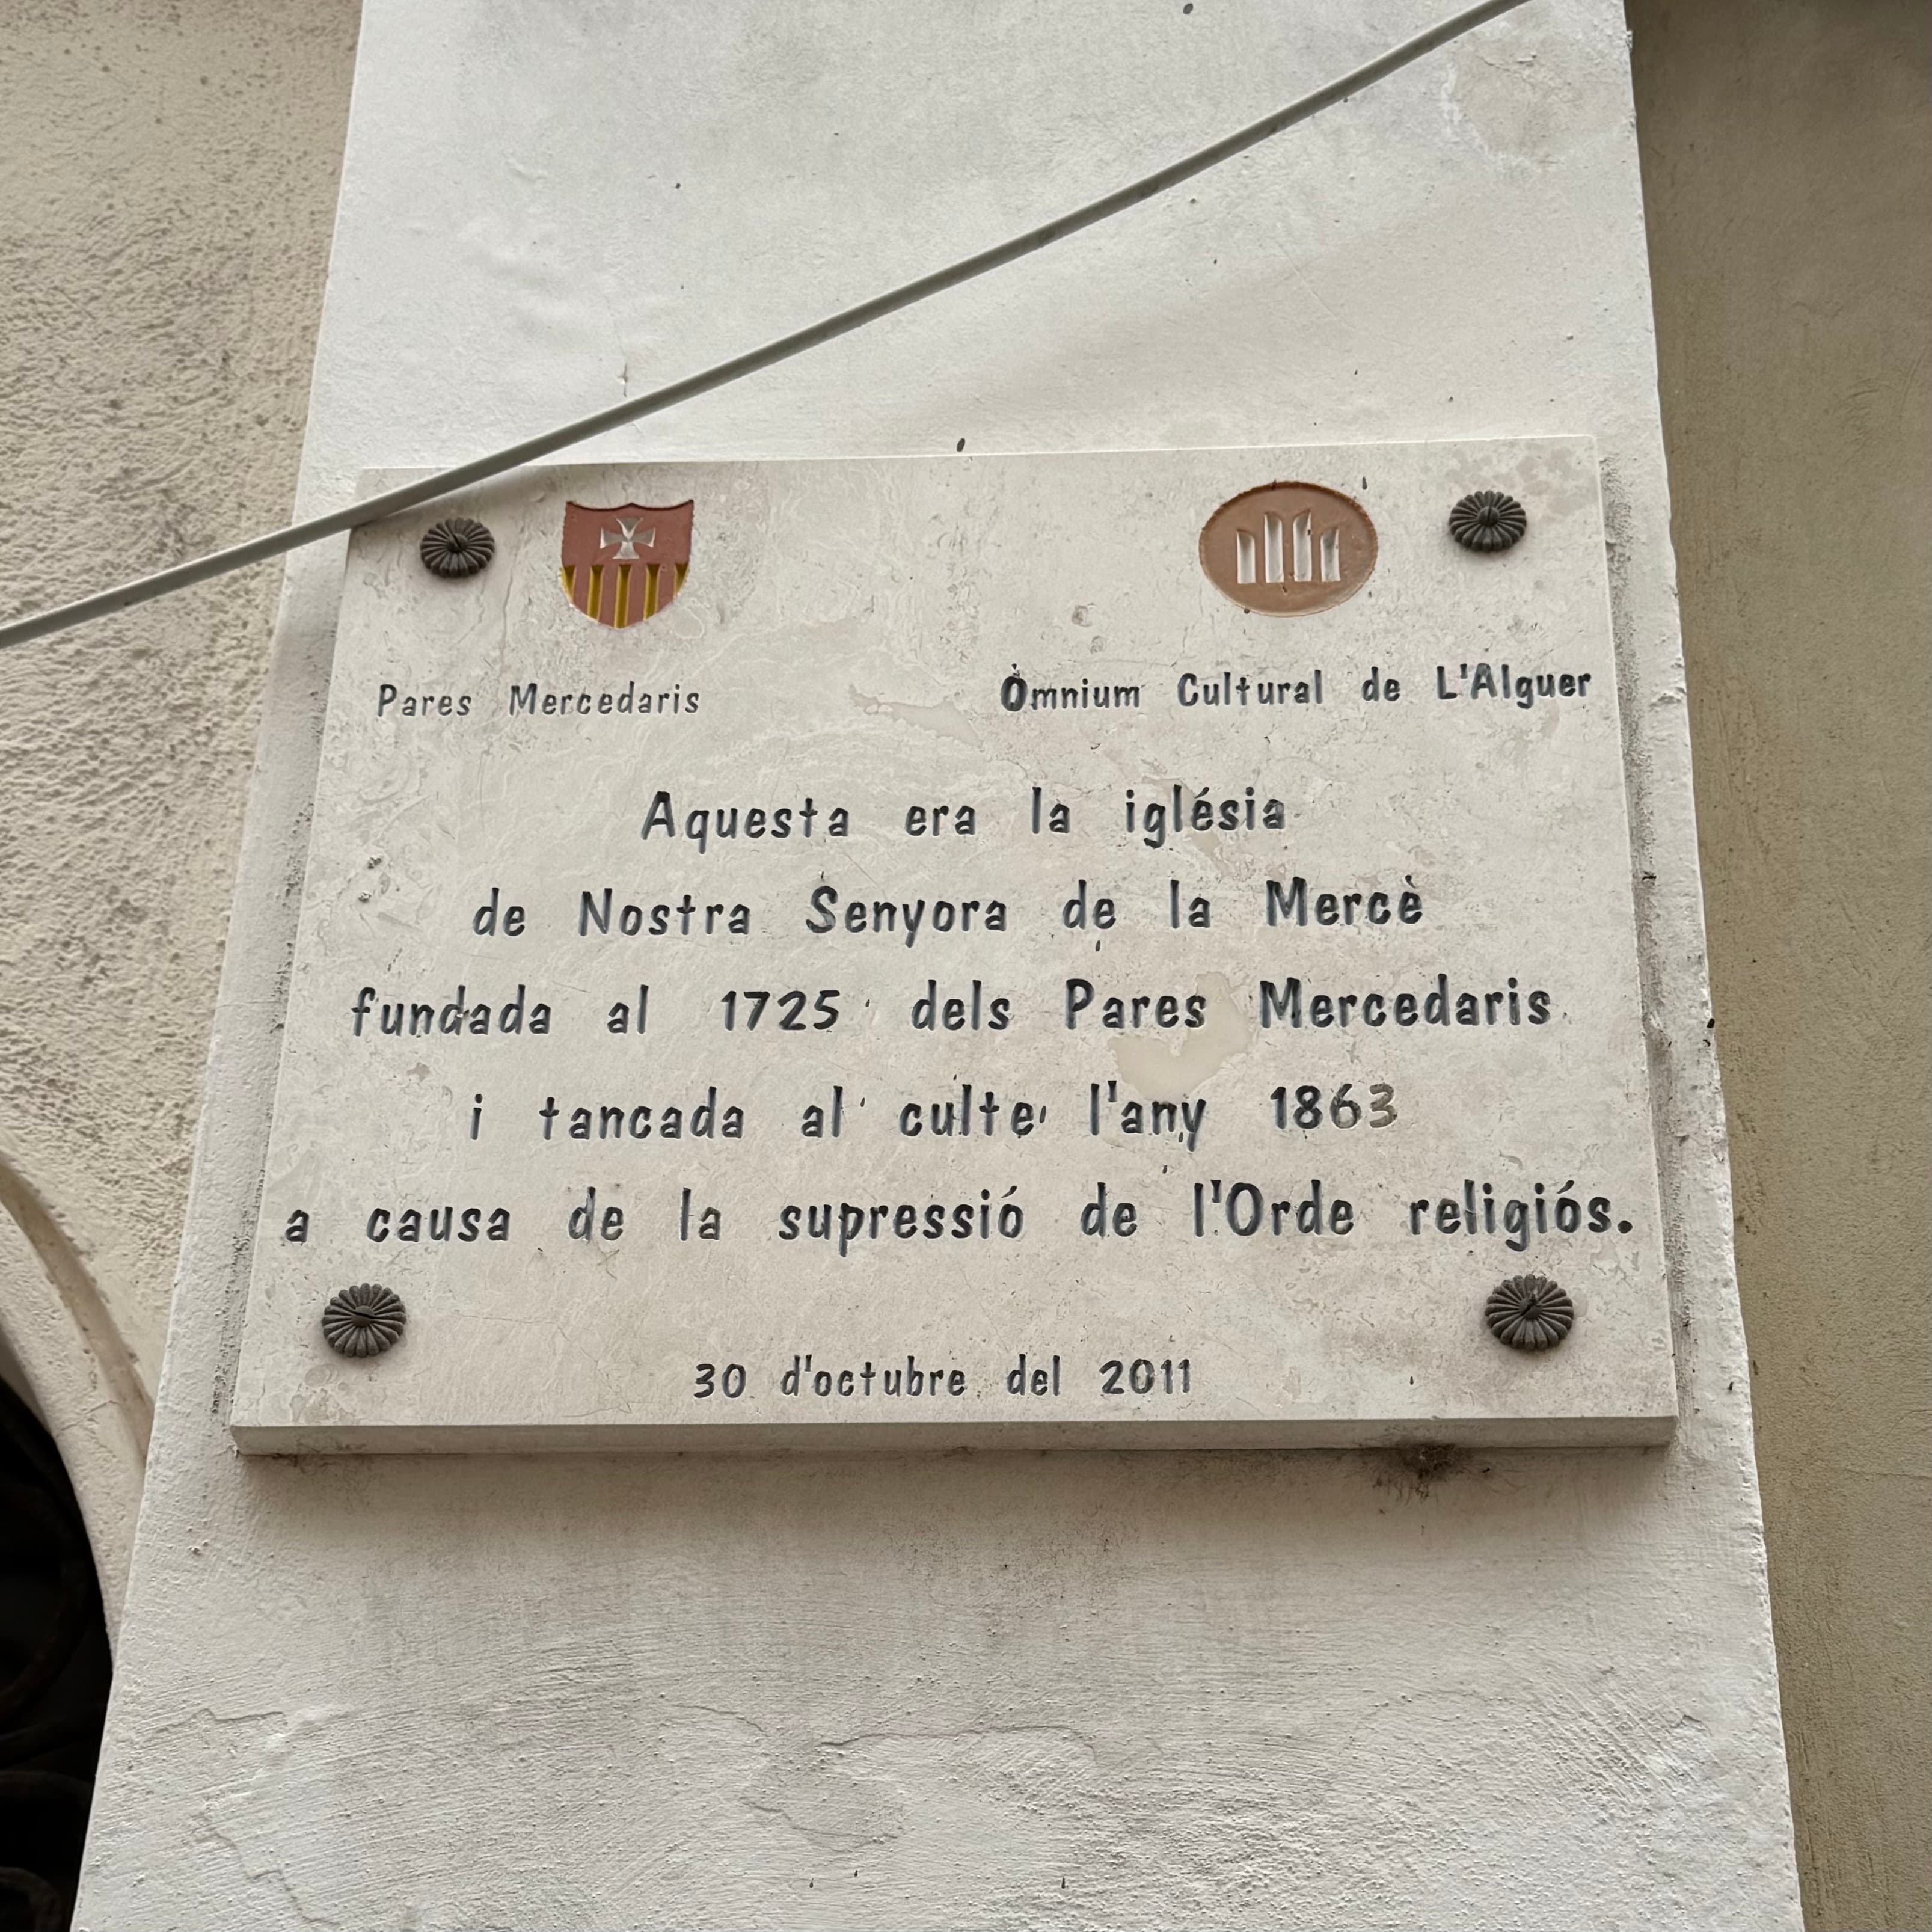 Pares Mercedaris
Òmnium Cultural de L'Alguer
Aquesta era la iglésia
de Nostra Senyora de la Mercè
fundada al 1725 dels Pares Mercedaris
i tancada al culte l'any 1863
a causa de la supressió de l'Orde religiós.
30 d'octubre del 2011